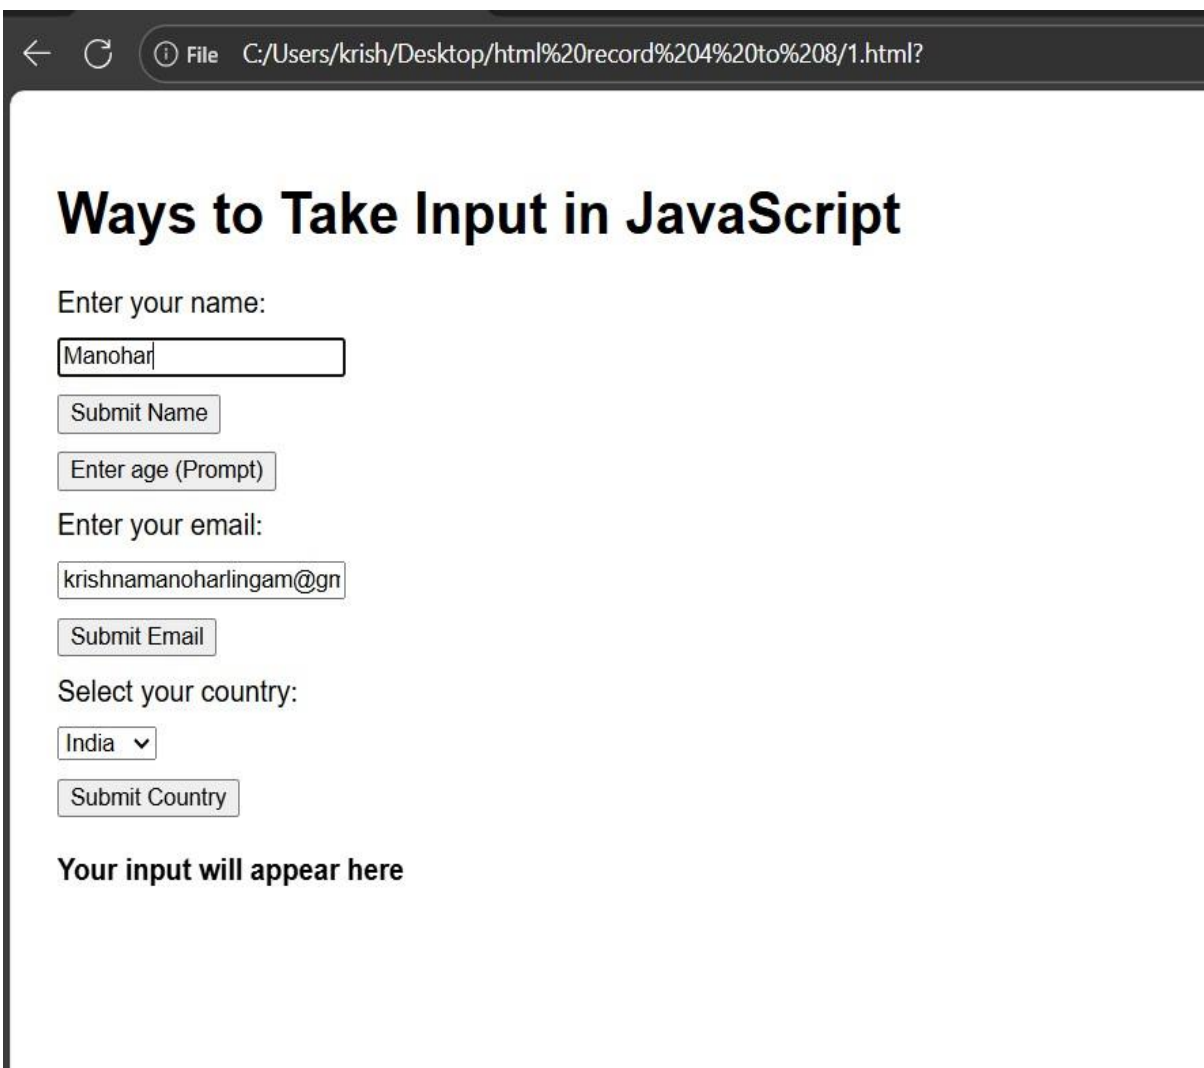 File C:/Users/krish/Desktop/html%20record%204%20to%208/1.html?
Ways to Take Input in JavaScript
Enter your name:
Manohar
Submit Name
Enter age (Prompt)
Enter your email:
krishnamanoharlingam@gm
Submit Email
Select your country:
India
Submit Country
Your input will appear here